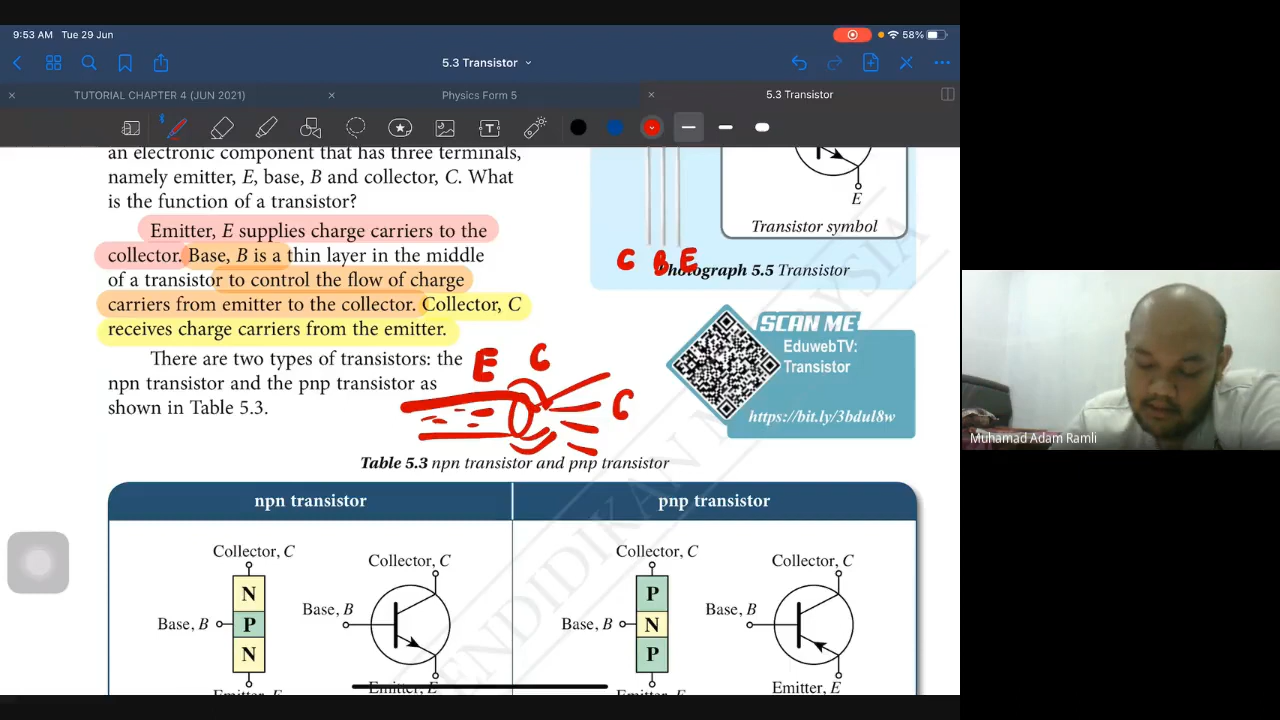 9:53 AM Tue 29 Jun
58%
5.3 Transistor
TUTORIAL CHAPTER 4 (JUN 2021)
Physics Form 5
5.3 Transistor
an electronic component that has three terminals,
namely emitter, E, base, B and collector, C. What
is the function of a transistor?
Emitter, E supplies charge carriers to the
collector. Base, B is a thin layer in the middle
of a transistor to control the flow of charge
carriers from emitter to the collector. Collector, C
receives charge carriers from the emitter.
There are two types of transistors: the
npn transistor and the pnp transistor as
shown in Table 5.3.
E
Transistor symbol
C B E
Photograph 5.5 Transistor
SCAN ME
EduwebTV:
Transistor
https://bit.ly/3bdul8w
E C
C
Table 5.3 npn transistor and pnp transistor
npn transistor
pnp transistor
Collector, C
N
Base, B
P
N
Emitter, E
Collector, C
Base, B
Emitter, E
Collector, C
P
Base, B
N
P
Emitter, E
Collector, C
Base, B
Emitter, E
Muhamad Adam Ramli